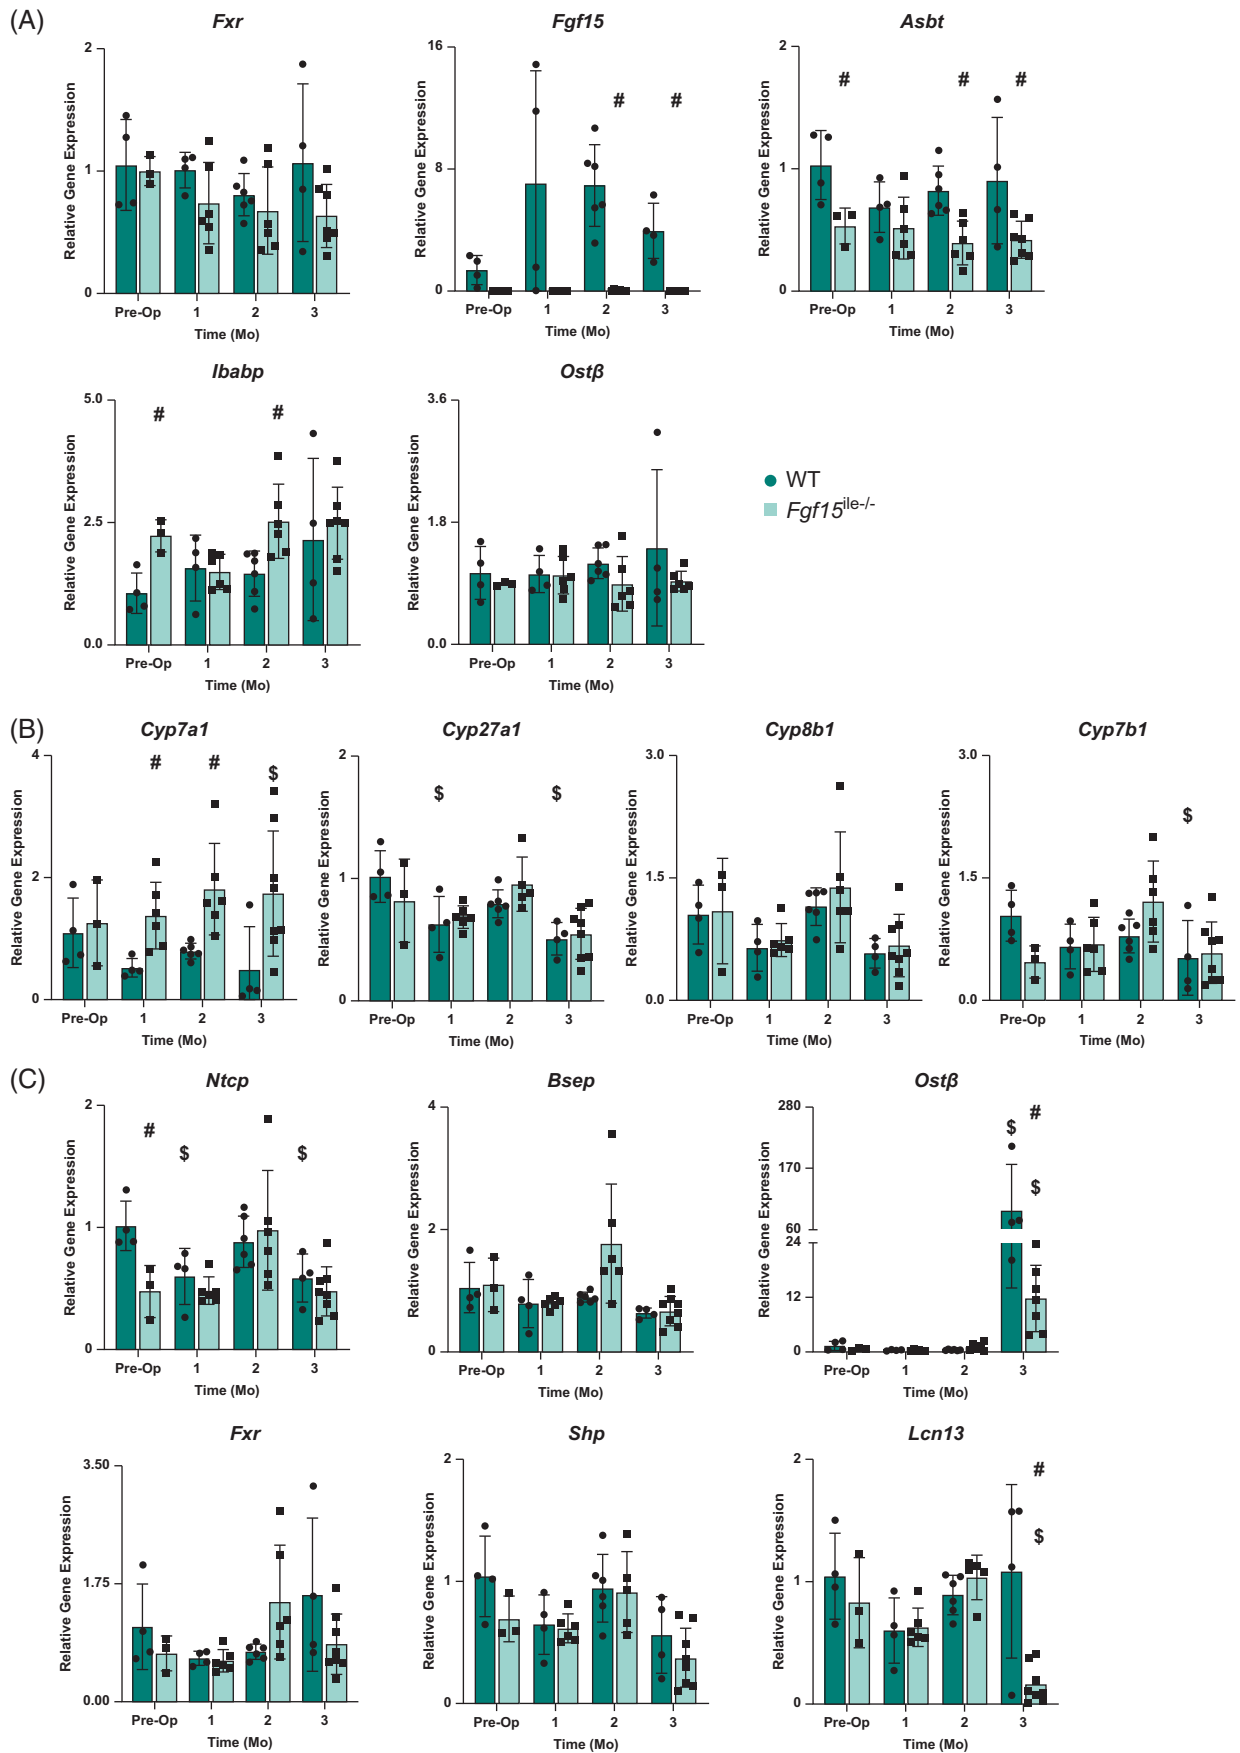 (A)
Fxr
Fgf15
Asbt
2
1
0
Relative Gene Expression
Pre-Op 1 2 3
Time (Mo)
16
8
0
Relative Gene Expression
# #
Pre-Op 1 2 3
Time (Mo)
2
1
0
Relative Gene Expression
# # #
Pre-Op 1 2 3
Time (Mo)
Ibabp
Ostβ
5.0
2.5
0.0
Relative Gene Expression
# #
Pre-Op 1 2 3
Time (Mo)
3.6
1.8
0.0
Relative Gene Expression
Pre-Op 1 2 3
Time (Mo)
WT
Fgf15ile-/-
(B)
Cyp7a1
Cyp27a1
Cyp8b1
Cyp7b1
4
2
0
Relative Gene Expression
# # $
Pre-Op 1 2 3
Time (Mo)
2
1
0
Relative Gene Expression
$ $
Pre-Op 1 2 3
Time (Mo)
3.0
1.5
0.0
Relative Gene Expression
Pre-Op 1 2 3
Time (Mo)
3.0
1.5
0.0
Relative Gene Expression
$
Pre-Op 1 2 3
Time (Mo)
(C)
Ntcp
Bsep
Ostβ
2
1
0
Relative Gene Expression
# $ $
Pre-Op 1 2 3
Time (Mo)
4
2
0
Relative Gene Expression
Pre-Op 1 2 3
Time (Mo)
280
170
60
24
12
0
Relative Gene Expression
#
$
$
Pre-Op 1 2 3
Time (Mo)
Fxr
Shp
Lcn13
3.50
1.75
0.00
Relative Gene Expression
Pre-Op 1 2 3
Time (Mo)
2
1
0
Relative Gene Expression
Pre-Op 1 2 3
Time (Mo)
2
1
0
Relative Gene Expression
#
$
Pre-Op 1 2 3
Time (Mo)